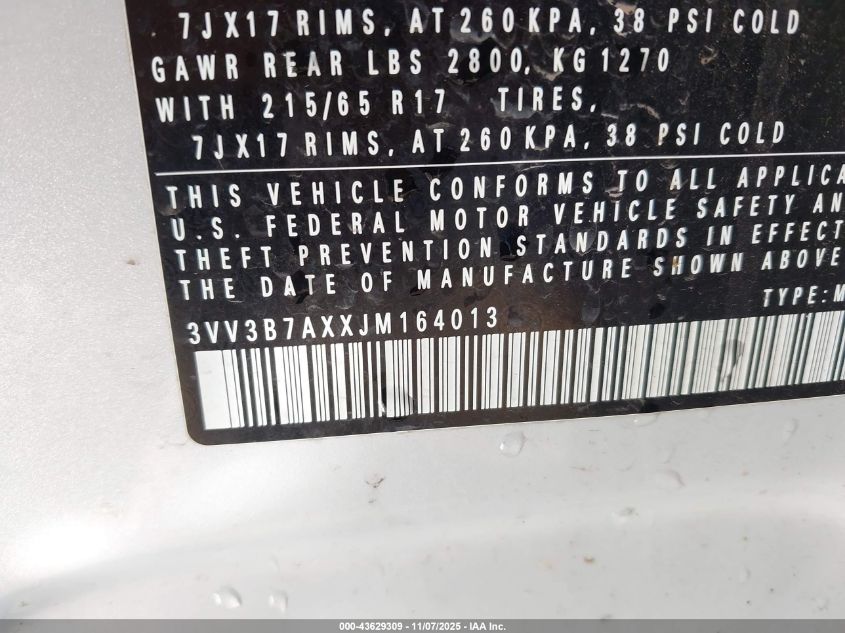 7JX17 RIMS, AT 260 KPA, 38 PSI COLD
GAWR REAR LBS 2800, KG 1270
WITH 215/65 R17 TIRES,
7JX17 RIMS, AT 260 KPA, 38 PSI COLD
THIS VEHICLE CONFORMS TO ALL APPLICA
U.S. FEDERAL MOTOR VEHICLE SAFETY AN
THEFT PREVENTION STANDARDS IN EFFECT
THE DATE OF MANUFACTURE SHOWN ABOVE
TYPE:M
3VV3B7AXXJM164013
000-43629309 | 11/07/2025 | IAA Inc.